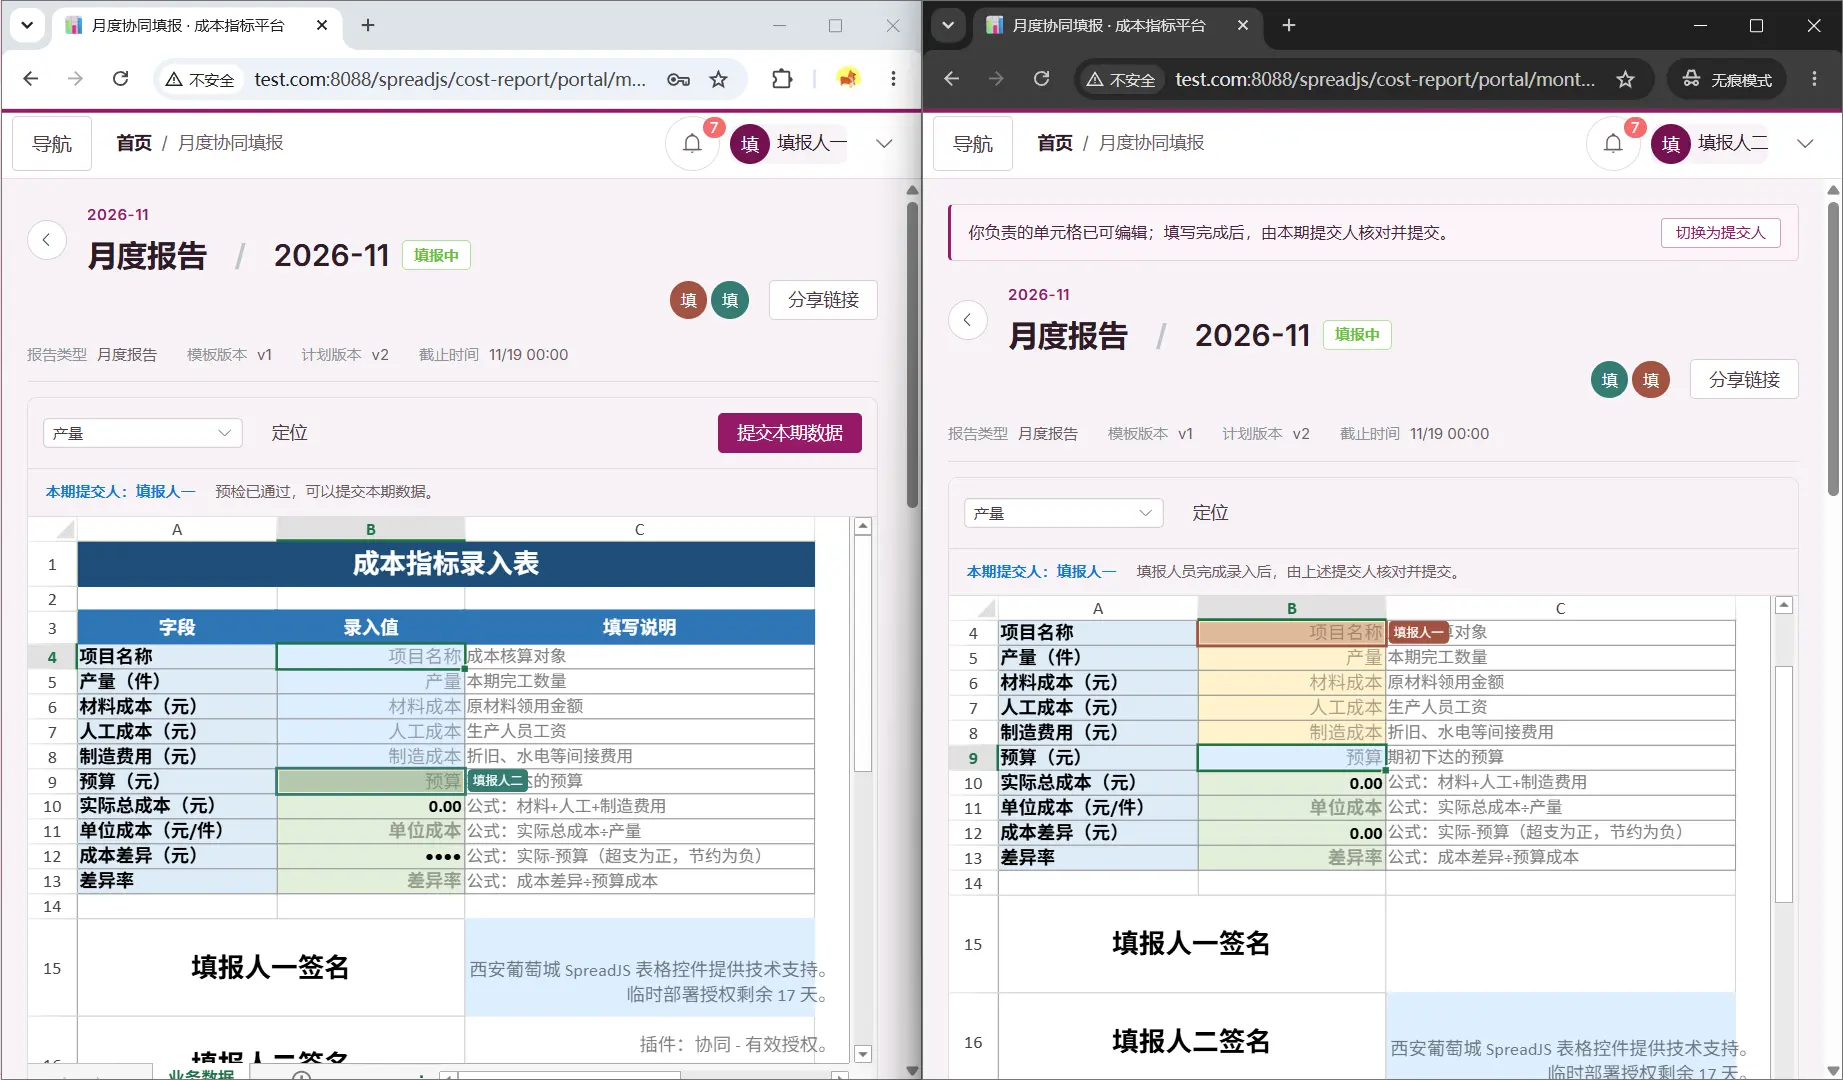 月度协同填报 · 成本指标平台
不安全 test.com:8088/spreadjs/cost-report/portal/m...
导航 首页 / 月度协同填报 7 填 填报人一
2026-11
月度报告 / 2026-11 填报中
填 填 分享链接
报告类型 月度报告 模板版本 v1 计划版本 v2 截止时间 11/19 00:00
产量 定位 提交本期数据
本期提交人：填报人一 预检已通过，可以提交本期数据。
A B C
1 成本指标录入表
2
3 字段 录入值 填写说明
4 项目名称 项目名称 成本核算对象
5 产量（件） 产量 本期完工数量
6 材料成本（元） 材料成本 原材料领用金额
7 人工成本（元） 人工成本 生产人员工资
8 制造费用（元） 制造成本 折旧、水电等间接费用
9 预算（元） 预算 填报人二 达的预算
10 实际总成本（元） 0.00 公式：材料+人工+制造费用
11 单位成本（元/件） 单位成本 公式：实际总成本÷产量
12 成本差异（元） •••• 公式：实际-预算（超支为正，节约为负）
13 差异率 差异率 公式：成本差异÷预算成本
14
15 填报人一签名 西安葡萄城 SpreadJS 表格控件提供技术支持。
临时部署授权剩余 17 天。
插件：协同 - 有效授权。
16 填报人二签名
业务数据
月度协同填报 · 成本指标平台
不安全 test.com:8088/spreadjs/cost-report/portal/mont... 无痕模式
导航 首页 / 月度协同填报 7 填 填报人二
你负责的单元格已可编辑；填写完成后，由本期提交人核对并提交。 切换为提交人
2026-11
月度报告 / 2026-11 填报中
填 填 分享链接
报告类型 月度报告 模板版本 v1 计划版本 v2 截止时间 11/19 00:00
产量 定位
本期提交人：填报人一 填报人员完成录入后，由上述提交人核对并提交。
A B C
4 项目名称 项目名称 填报人一 对象
5 产量（件） 产量 本期完工数量
6 材料成本（元） 材料成本 原材料领用金额
7 人工成本（元） 人工成本 生产人员工资
8 制造费用（元） 制造成本 折旧、水电等间接费用
9 预算（元） 预算 期初下达的预算
10 实际总成本（元） 0.00 公式：材料+人工+制造费用
11 单位成本（元/件） 单位成本 公式：实际总成本÷产量
12 成本差异（元） 0.00 公式：实际-预算（超支为正，节约为负）
13 差异率 差异率 公式：成本差异÷预算成本
14
15 填报人一签名
16 填报人二签名 西安葡萄城 SpreadJS 表格控件提供技术支持。
临时部署授权剩余 17 天。